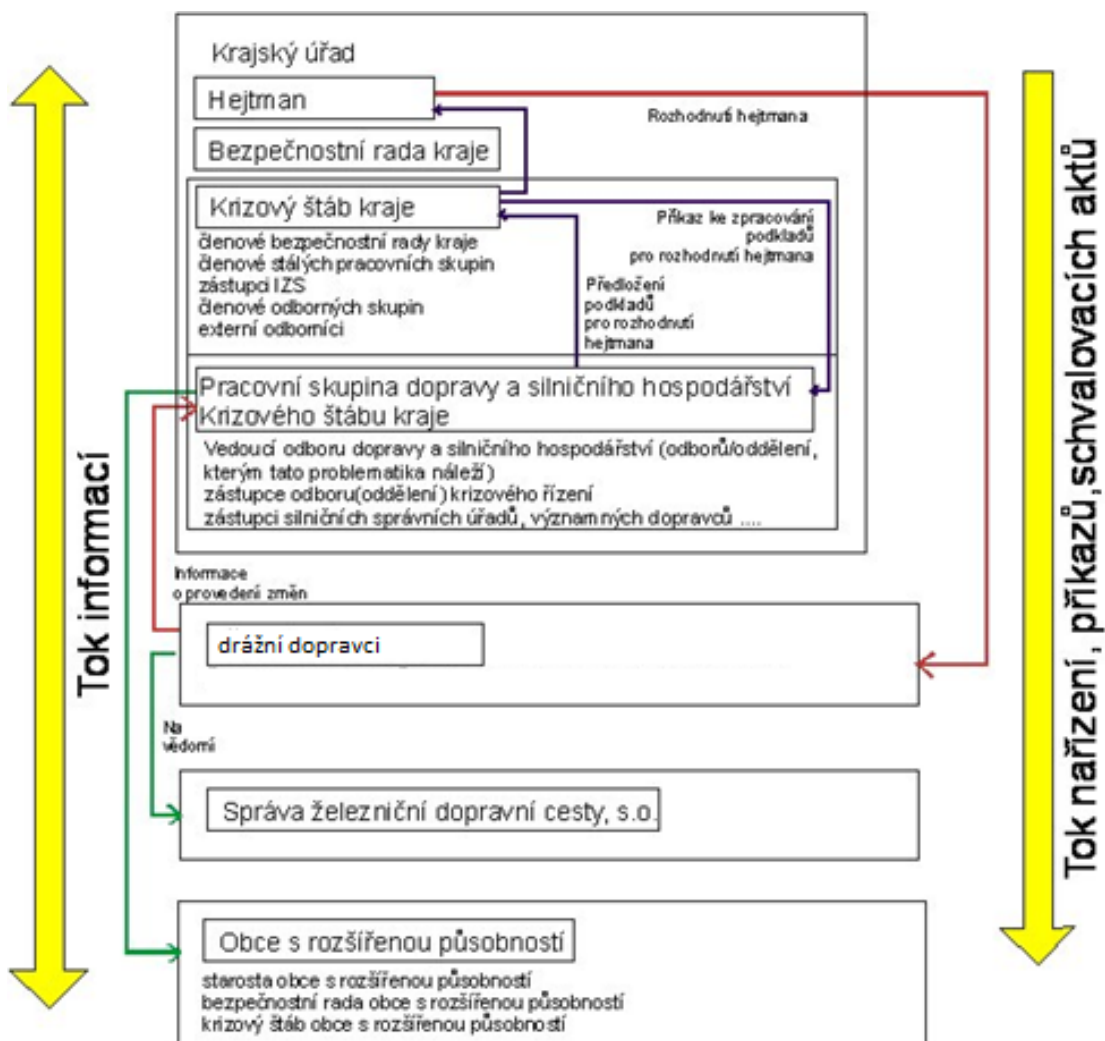 Krajský úřad
Hejtman
Rozhodnutí hejtmana
Bezpečnostní rada kraje
Krizový štáb kraje
členové bezpečnostní rady kraje
členové stálých pracovních skupin
zástupci IZS
členové odborných skupin
externí odborníci
Příkaz ke zpracování
podkladů
pro rozhodnutí hejtmana
Předložení
podkladů
pro rozhodnutí
hejtmana
Pracovní skupina dopravy a silničního hospodářství
Krizového štábu kraje
Vedoucí odboru dopravy a silničního hospodářství (odborů/oddělení,
kterým tato problematika náleží)
zástupce odboru(oddělení) krizového řízení
zástupci silničních správních úřadů, významných dopravců ....
Informace
o provedení změn
drážní dopravci
Na
vědomí
Správa železniční dopravní cesty, s.o.
Obce s rozšířenou působností
starosta obce s rozšířenou působností
bezpečnostní rada obce s rozšířenou působností
krizový štáb obce s rozšířenou působností
Tok informací
Tok nařízení, příkazů,schvalovacích aktů